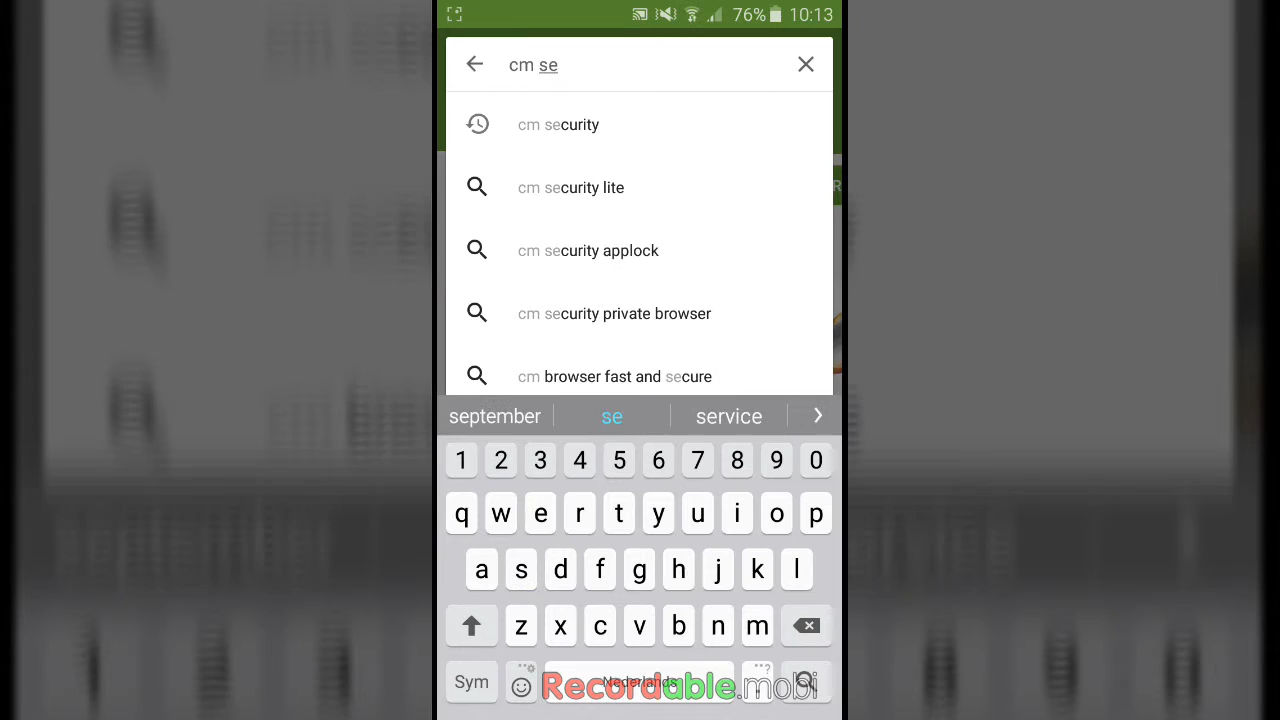 76% 10:13
cm se
cm security
cm security lite
cm security applock
cm security private browser
cm browser fast and secure
september se service
1 2 3 4 5 6 7 8 9 0
q w e r t y u i o p
a s d f g h j k l
z x c v b n m
Sym Nederlands
Recordable.mobi